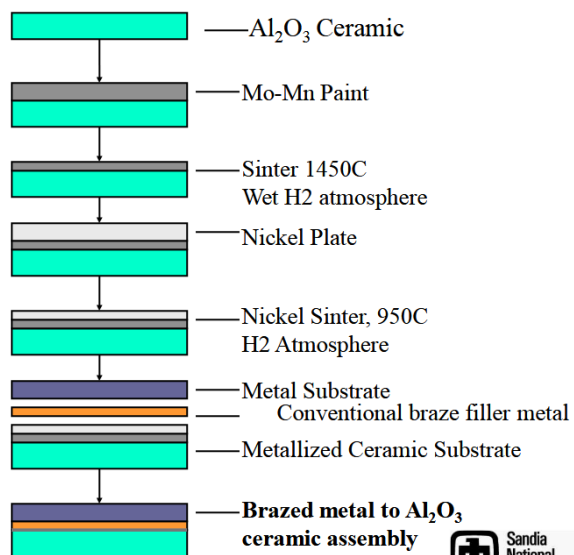 Al₂O₃ Ceramic
Mo-Mn Paint
Sinter 1450C
Wet H2 atmosphere
Nickel Plate
Nickel Sinter, 950C
H2 Atmosphere
Metal Substrate
Conventional braze filler metal
Metallized Ceramic Substrate
Brazed metal to Al₂O₃
ceramic assembly
Sandia
National